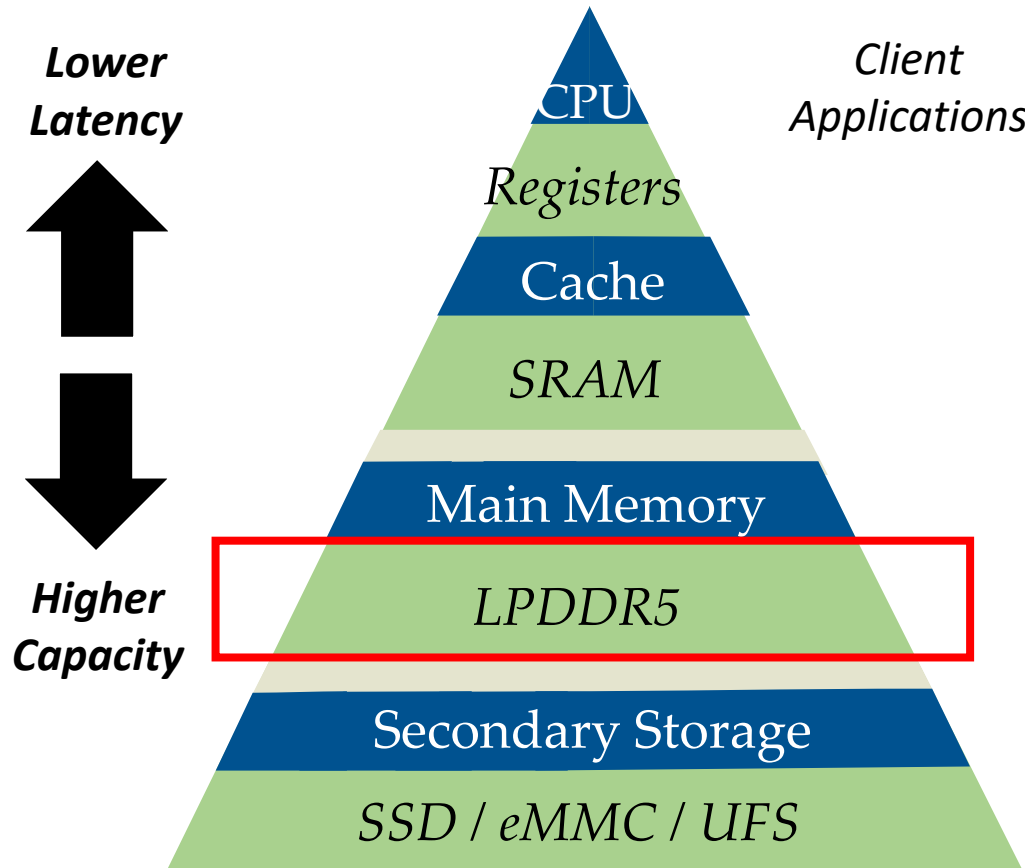 Lower
Latency
Client
Applications
CPU
Registers
Cache
SRAM
Main Memory
LPDDR5
Higher
Capacity
Secondary Storage
SSD / eMMC / UFS